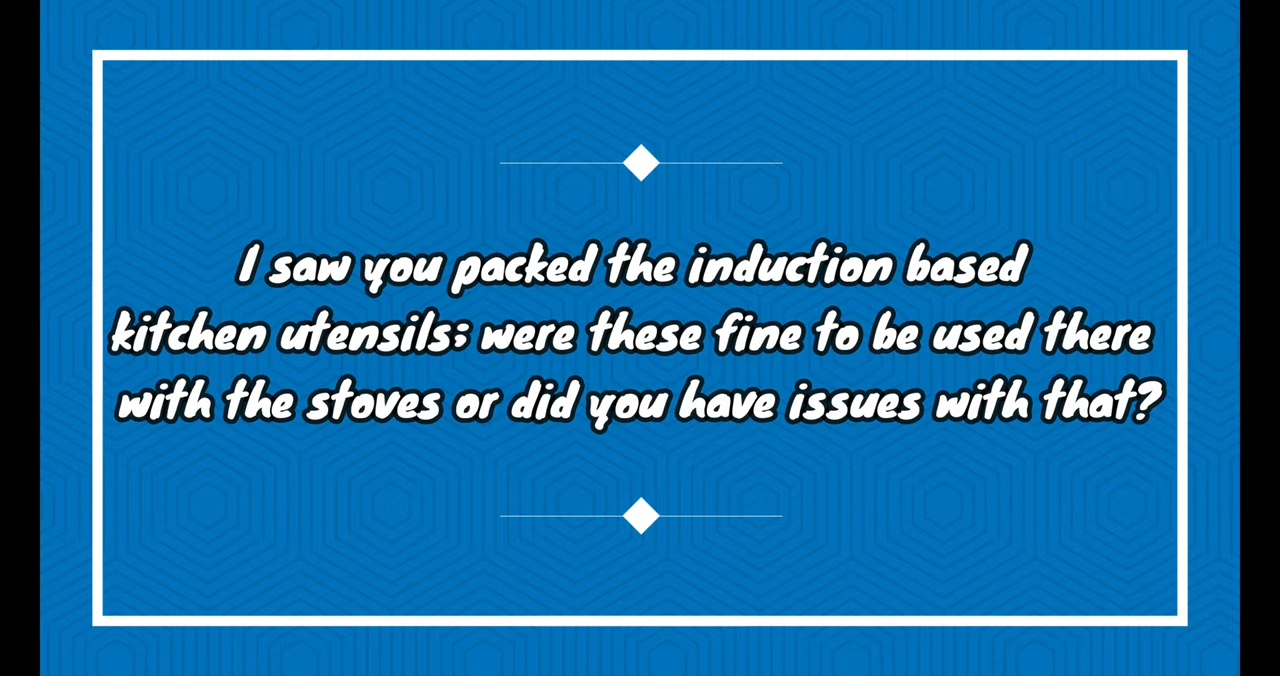 I saw you packed the induction based
kitchen utensils; were these fine to be used there
with the stoves or did you have issues with that?